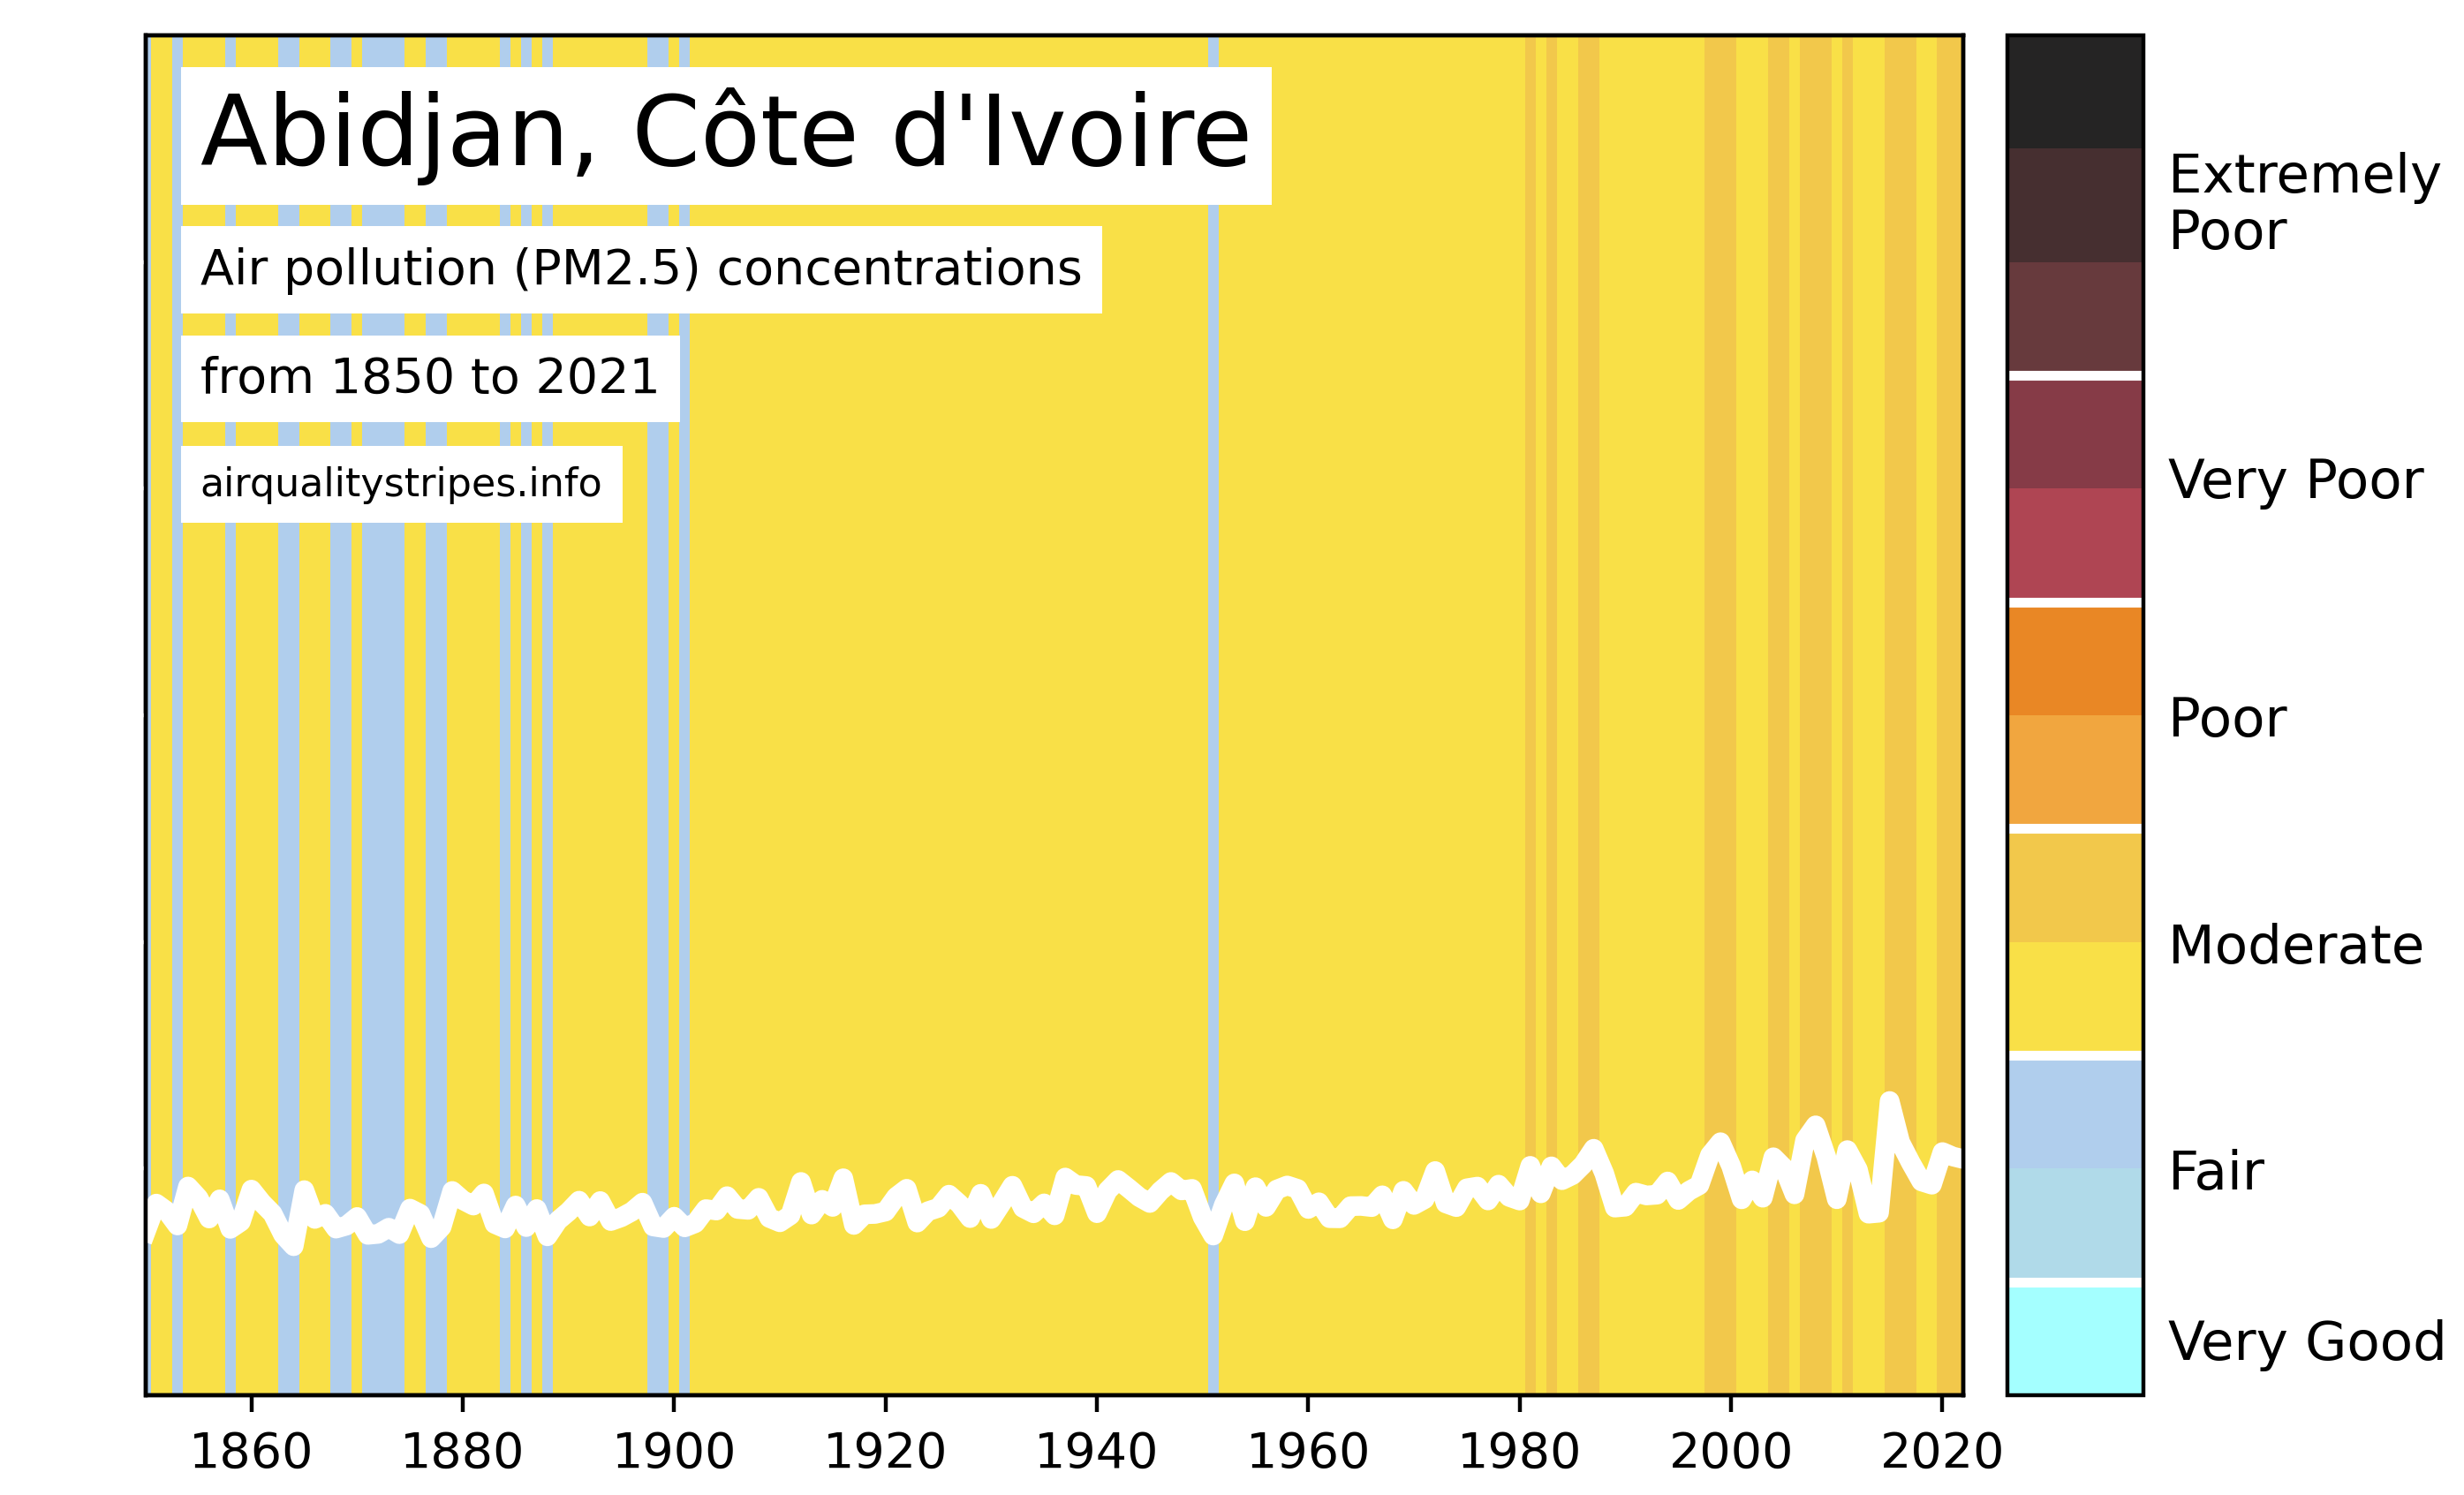 Abidjan, Côte d'Ivoire
Air pollution (PM2.5) concentrations
from 1850 to 2021
airqualitystripes.info
Extremely
Poor
Very Poor
Poor
Moderate
Fair
Very Good
1860 1880 1900 1920 1940 1960 1980 2000 2020